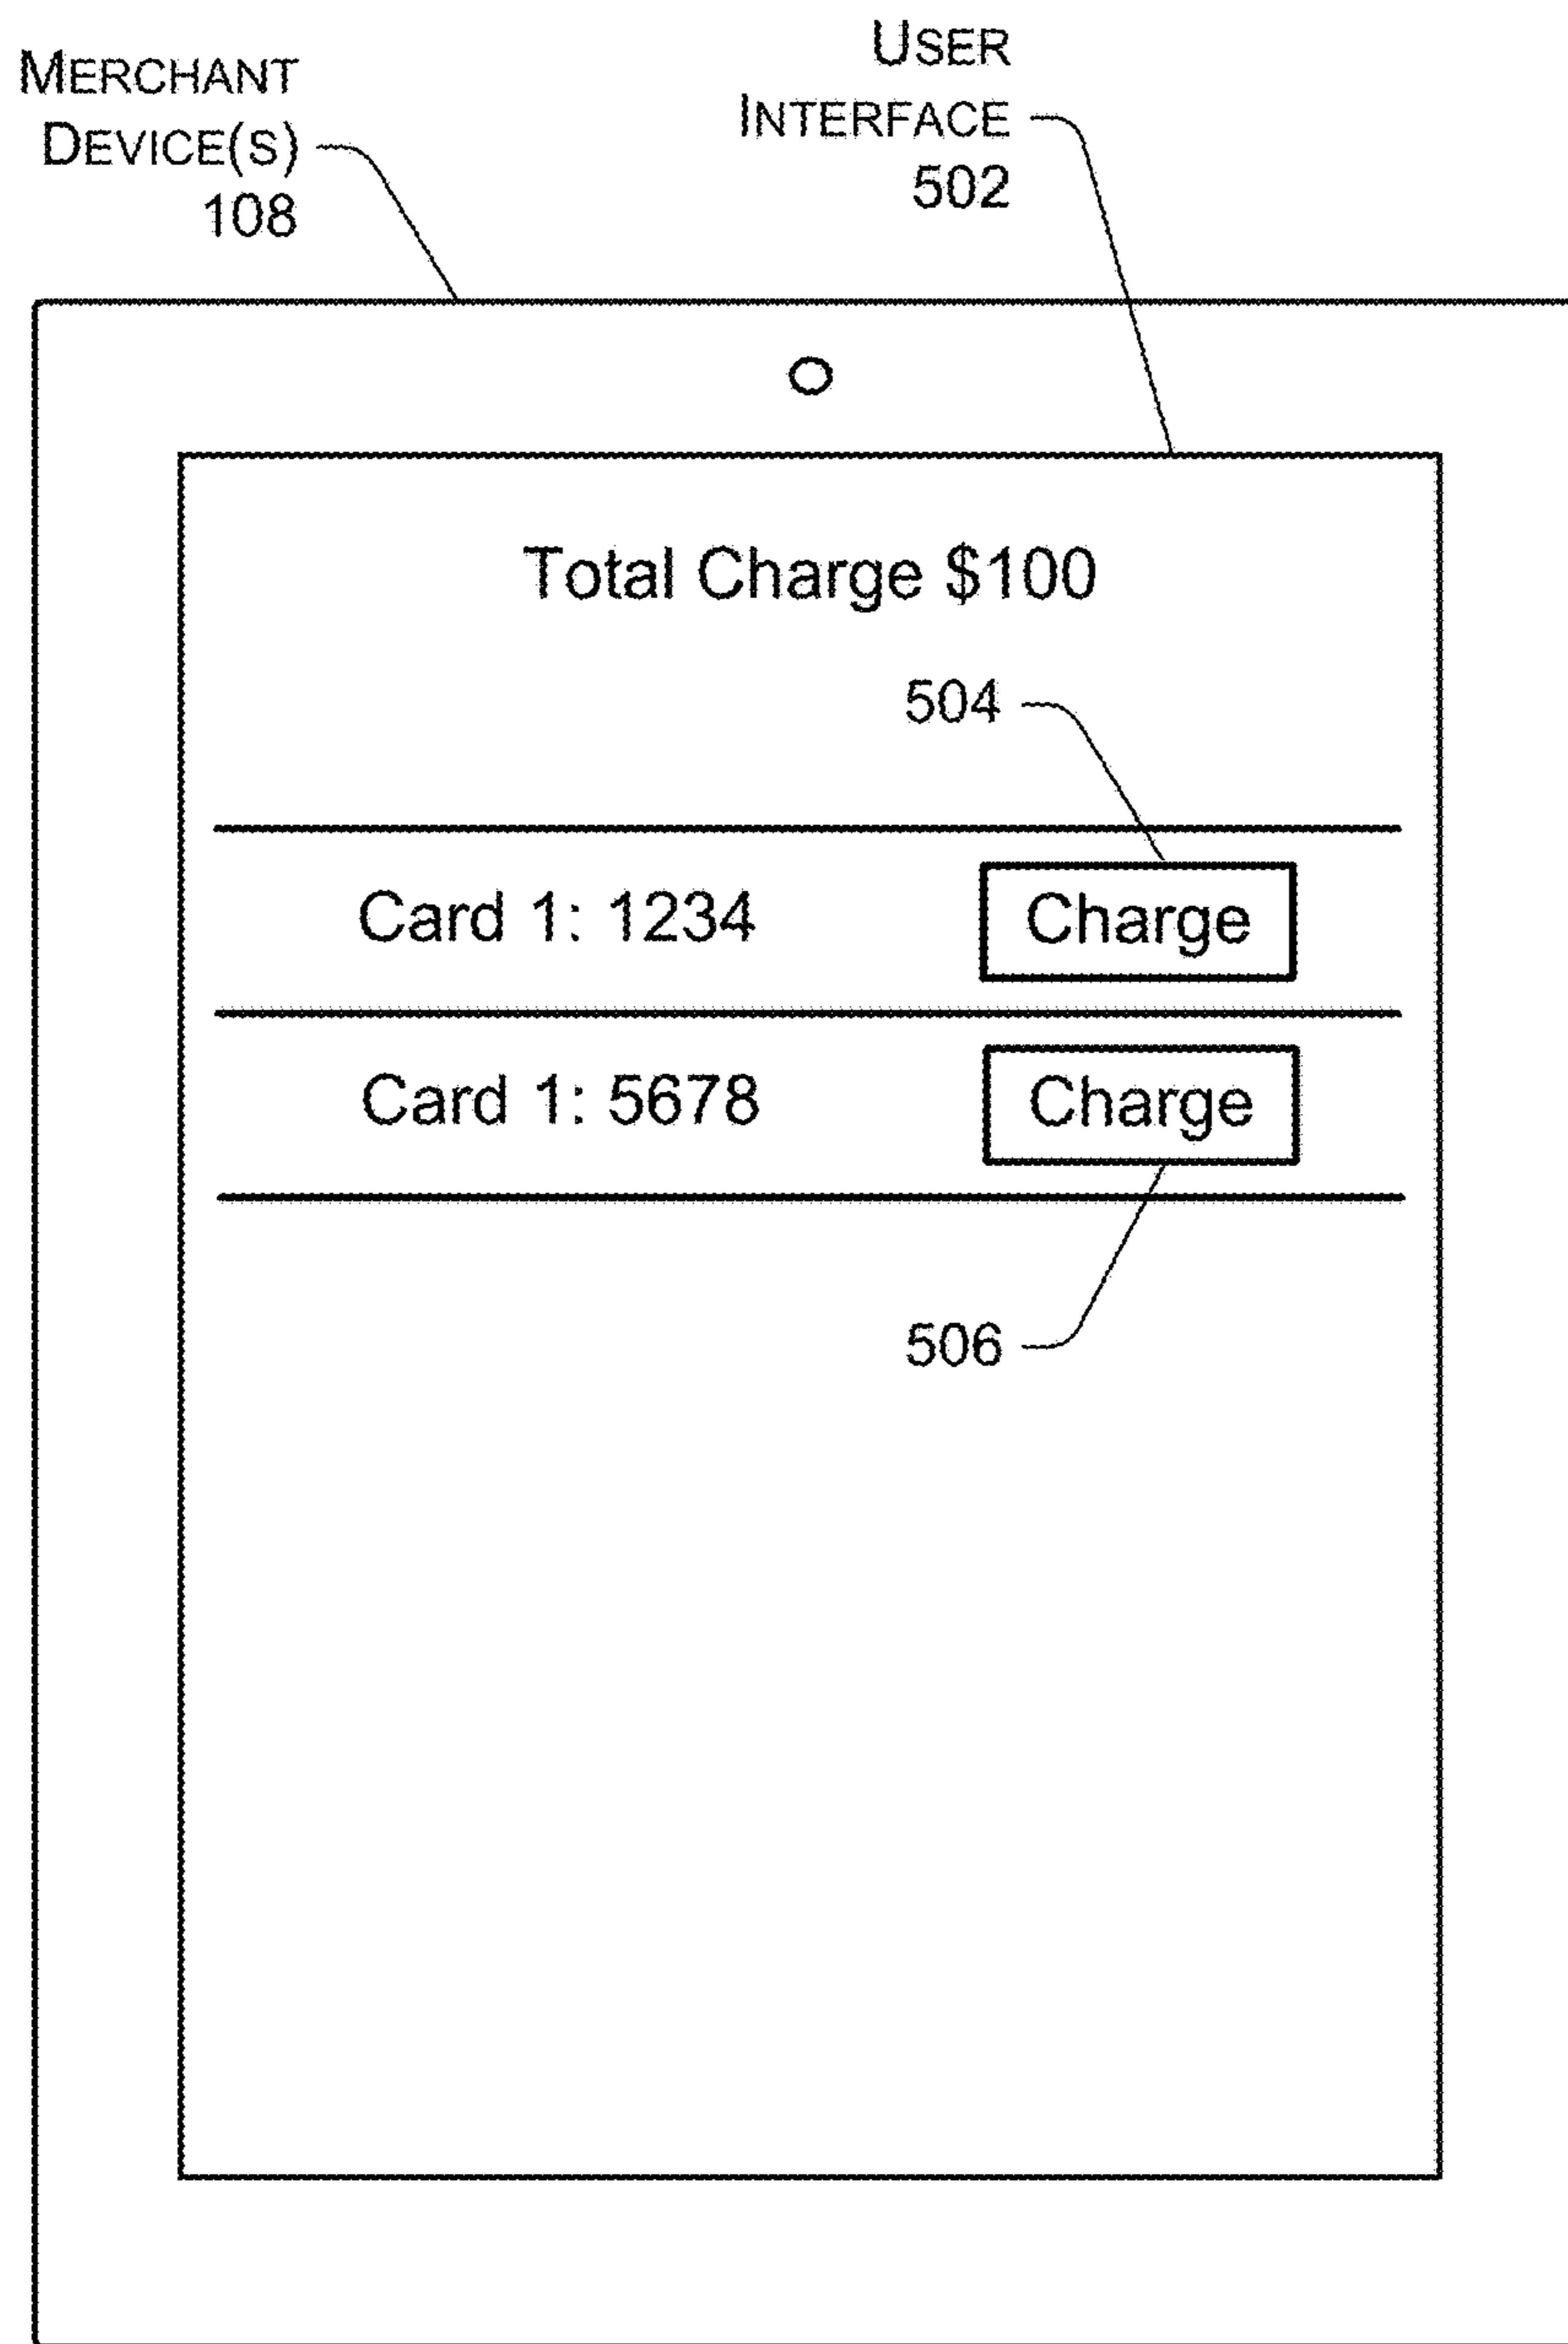 MERCHANT
DEVICE(S)
108
USER
INTERFACE
502
Total Charge $100
504
Card 1: 1234
Charge
Card 1: 5678
Charge
506